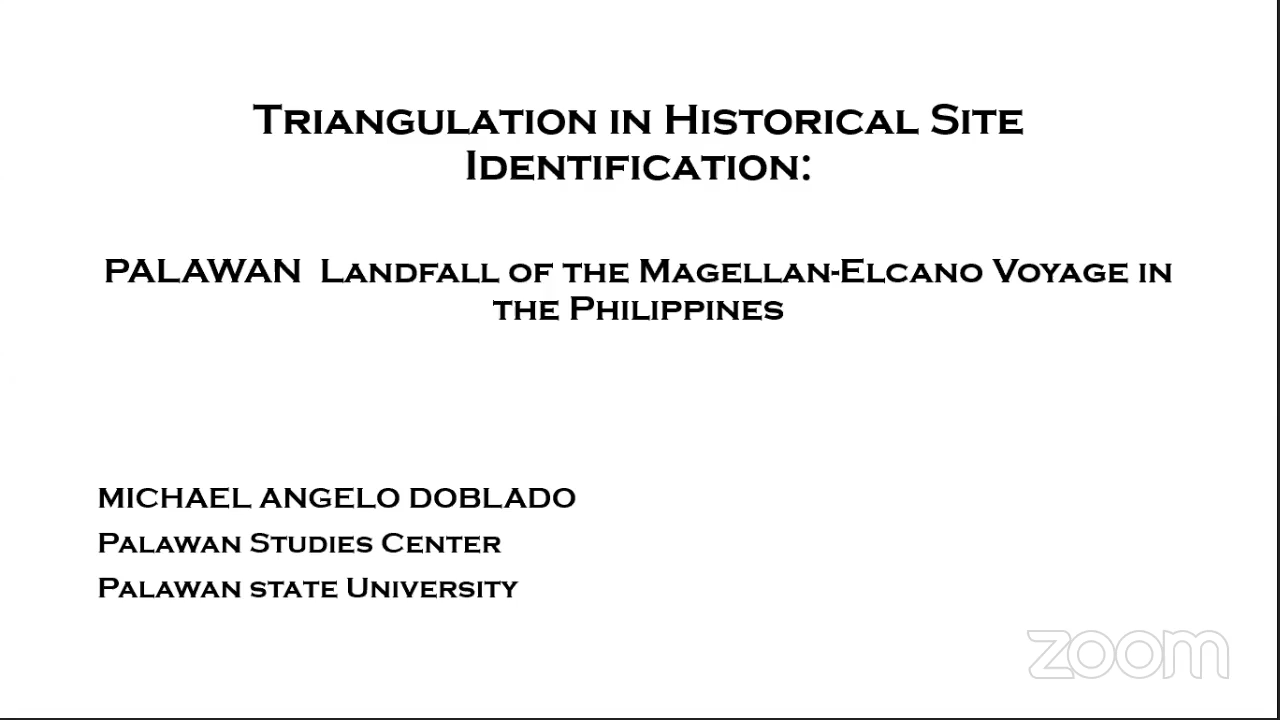 Triangulation in Historical Site
Identification:
PALAWAN Landfall of the Magellan-Elcano Voyage in
the Philippines
MICHAEL ANGELO DOBLADO
Palawan Studies Center
Palawan state University
zoom